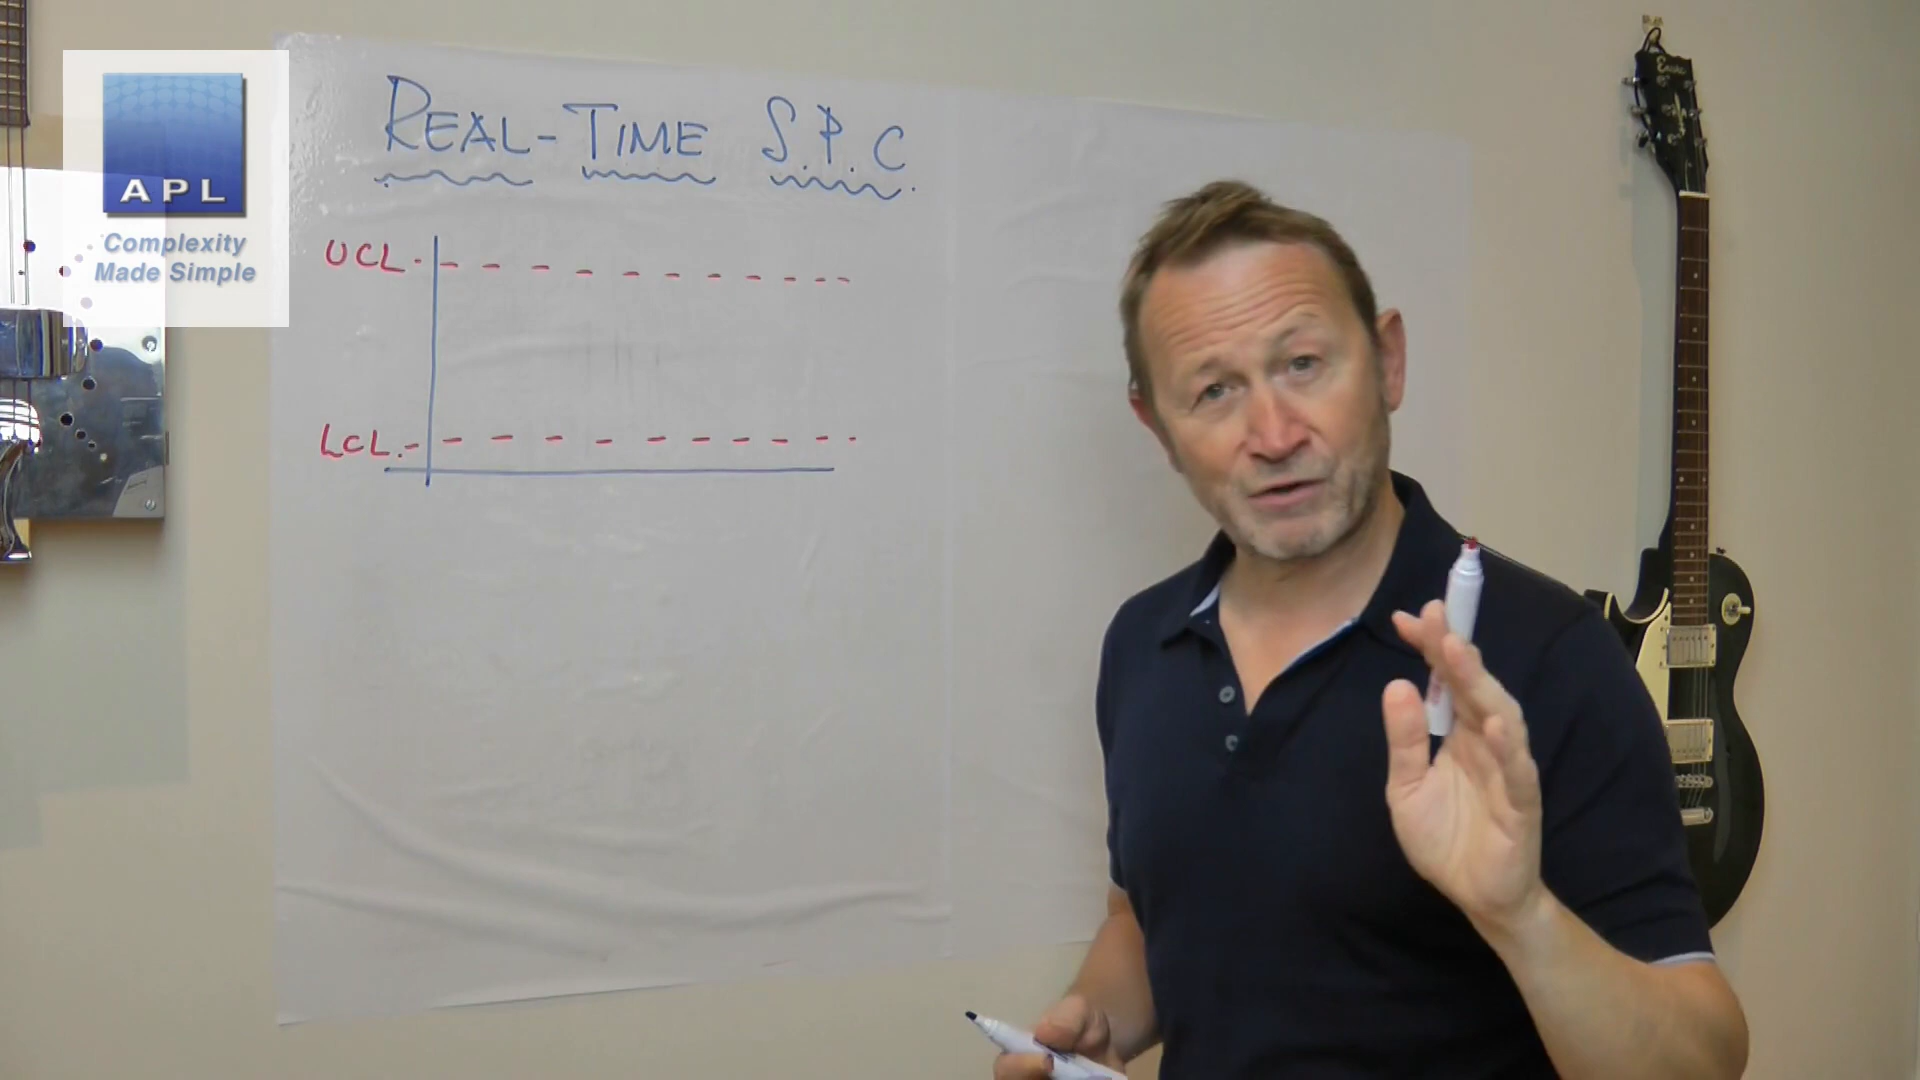 APL
Complexity
Made Simple
REAL-TIME S.P.C
UCL
LCL